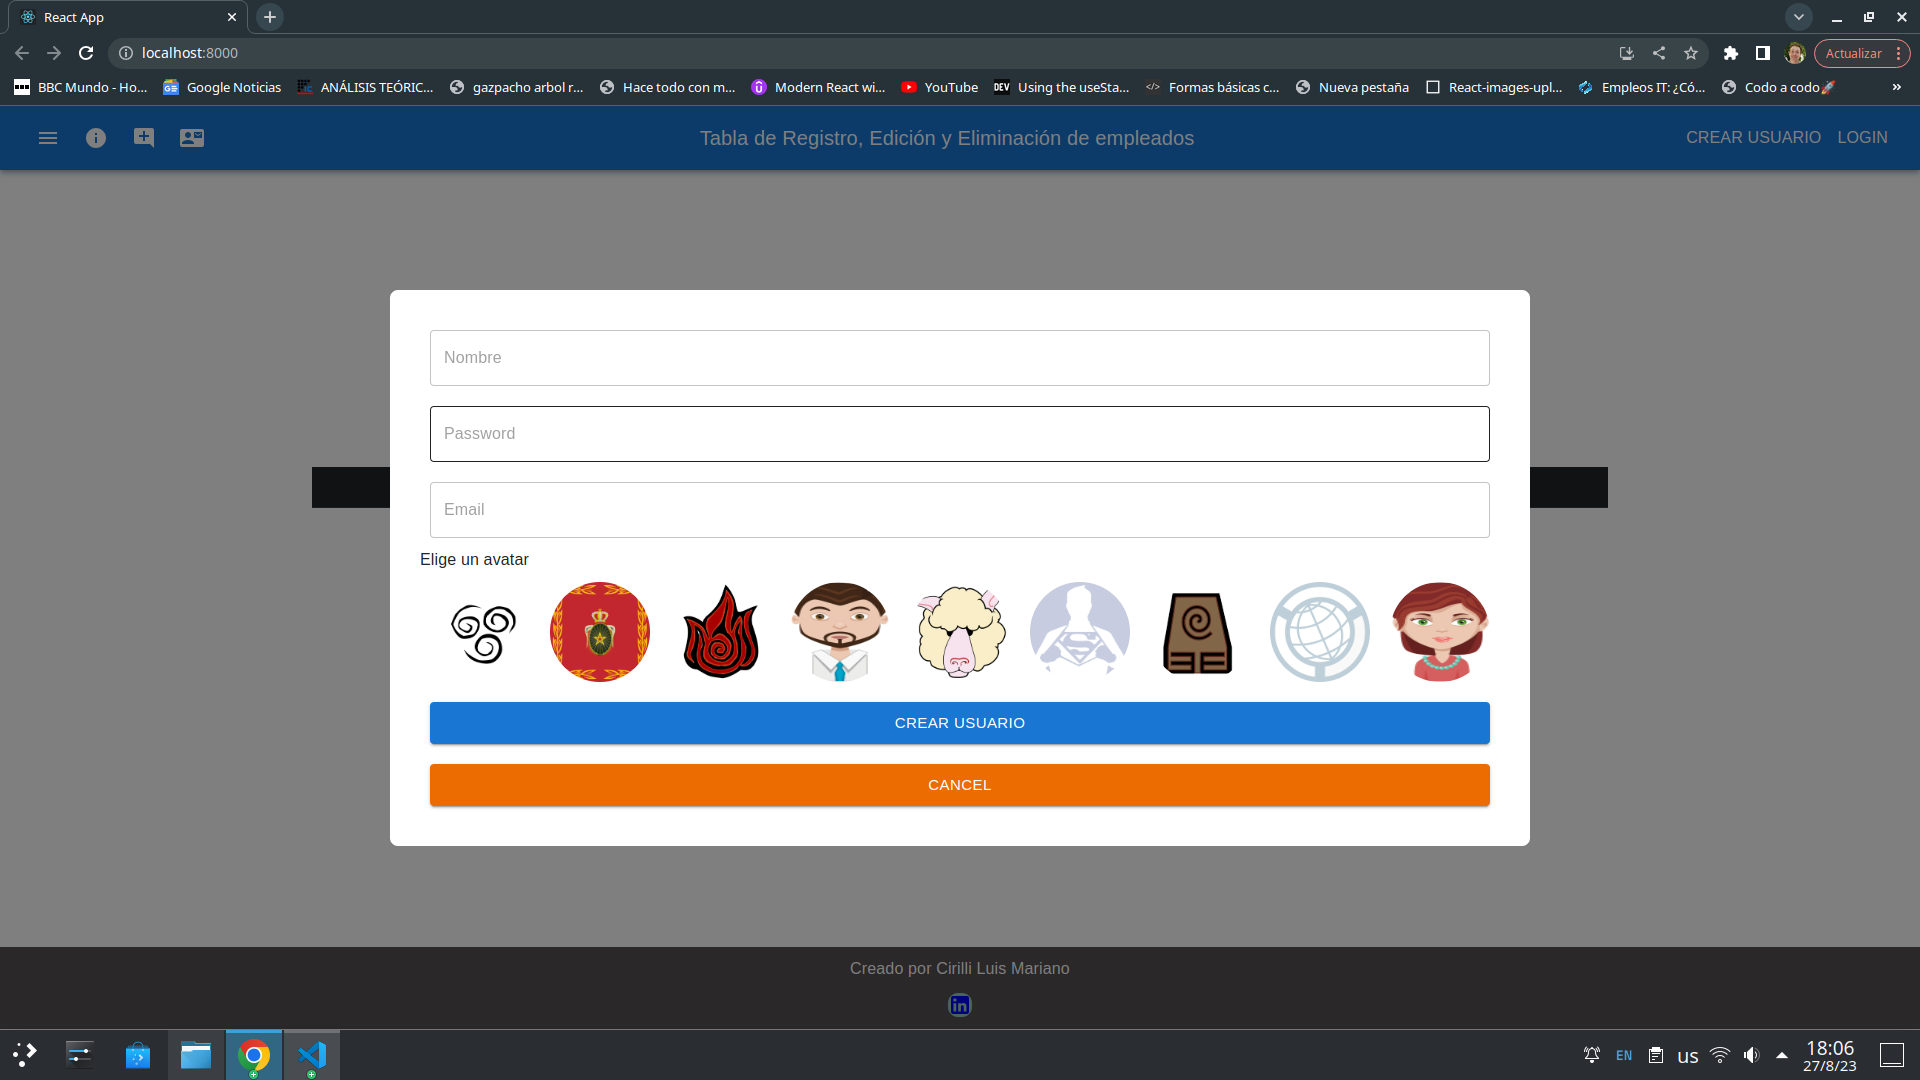 React App
localhost:8000
Actualizar
BBC Mundo - Ho...
Google Noticias
ANÁLISIS TEÓRIC...
gazpacho arbol r...
Hace todo con m...
Modern React wi...
YouTube
DEV
Using the useSta...
</>
Formas básicas c...
Nueva pestaña
React-images-upl...
Empleos IT: ¿Có...
Codo a codo🚀
»
Tabla de Registro, Edición y Eliminación de empleados
CREAR USUARIO
LOGIN
Nombre
Password
Email
Elige un avatar
CREAR USUARIO
CANCEL
Creado por Cirilli Luis Mariano
in
EN
us
18:06
27/8/23